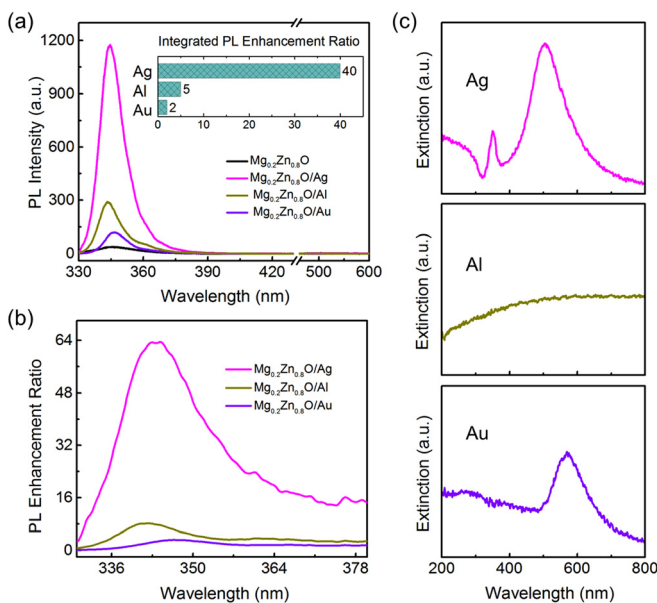 (a)
Integrated PL Enhancement Ratio
Ag
40
Al
5
Au
2
0 10 20 30 40
PL Intensity (a.u.)
1200
900
600
300
0
Mg0.2Zn0.8O
Mg0.2Zn0.8O/Ag
Mg0.2Zn0.8O/Al
Mg0.2Zn0.8O/Au
330 360 390 420 500 600
Wavelength (nm)
(b)
PL Enhancement Ratio
64
48
32
16
0
Mg0.2Zn0.8O/Ag
Mg0.2Zn0.8O/Al
Mg0.2Zn0.8O/Au
336 350 364 378
Wavelength (nm)
(c)
Ag
Extinction (a.u.)
Al
Extinction (a.u.)
Au
Extinction (a.u.)
200 300 400 500 600 700 800
Wavelength (nm)